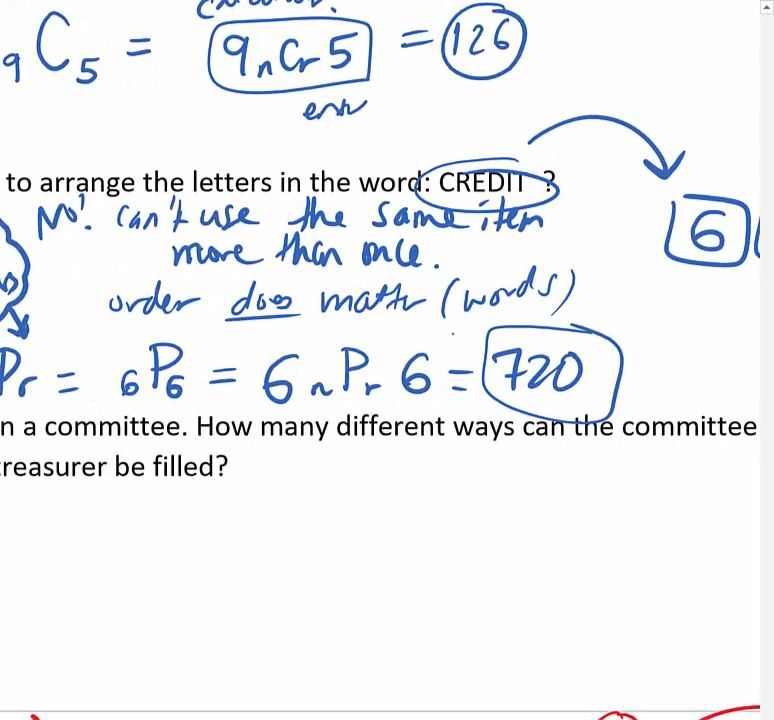 9C5 = 9nCr5 = 126
to arrange the letters in the word: CREDIT ?
No! can't use the same item
more than once.
6
order does matter (words)
Pr = 6P6 = 6nPr6 = 720
n a committee. How many different ways can the committee
reasurer be filled?